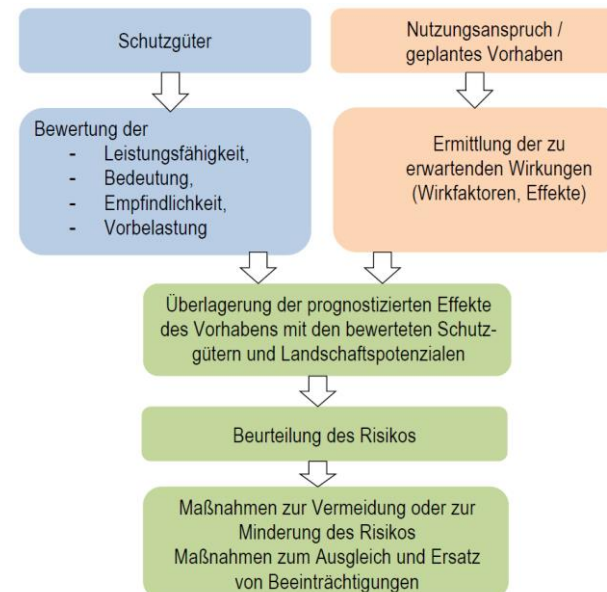 Schutzgüter
Nutzungsanspruch /
geplantes Vorhaben
Bewertung der
- Leistungsfähigkeit,
- Bedeutung,
- Empfindlichkeit,
- Vorbelastung
Ermittlung der zu
erwartenden Wirkungen
(Wirkfaktoren, Effekte)
Überlagerung der prognostizierten Effekte
des Vorhabens mit den bewerteten Schutz-
gütern und Landschaftspotenzialen
Beurteilung des Risikos
Maßnahmen zur Vermeidung oder zur
Minderung des Risikos
Maßnahmen zum Ausgleich und Ersatz
von Beeinträchtigungen